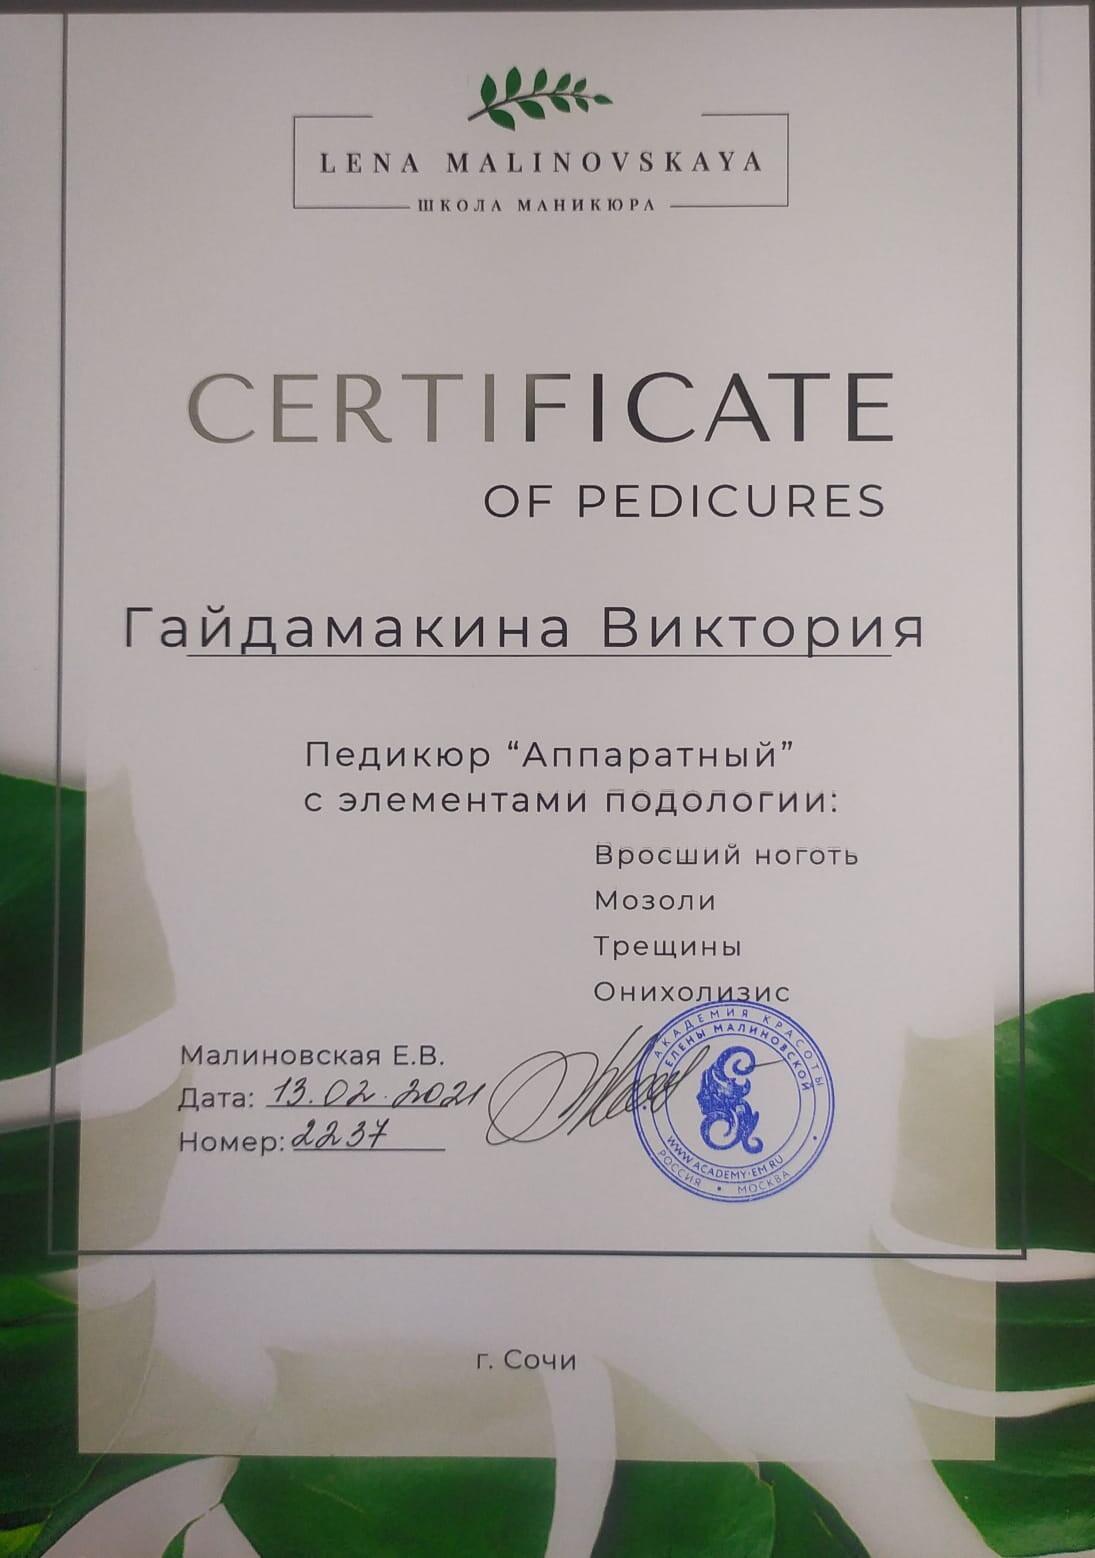 LENA MALINOVSKAYA
ШКОЛА МАНИКЮРА
CERTIFICATE
OF PEDICURES
Гайдамакина Виктория
Педикюр “Аппаратный”
с элементами подологии:
Вросший ноготь
Мозоли
Трещины
Онихолизис
Малиновская Е.В.
Дата: 13.02.2021
Номер: 2237
АКАДЕМИЯ КРАСОТЫ
ЕЛЕНЫ МАЛИНОВСКОЙ
WWW.ACADEMY-EM.RU
РОССИЯ • МОСКВА
г. Сочи